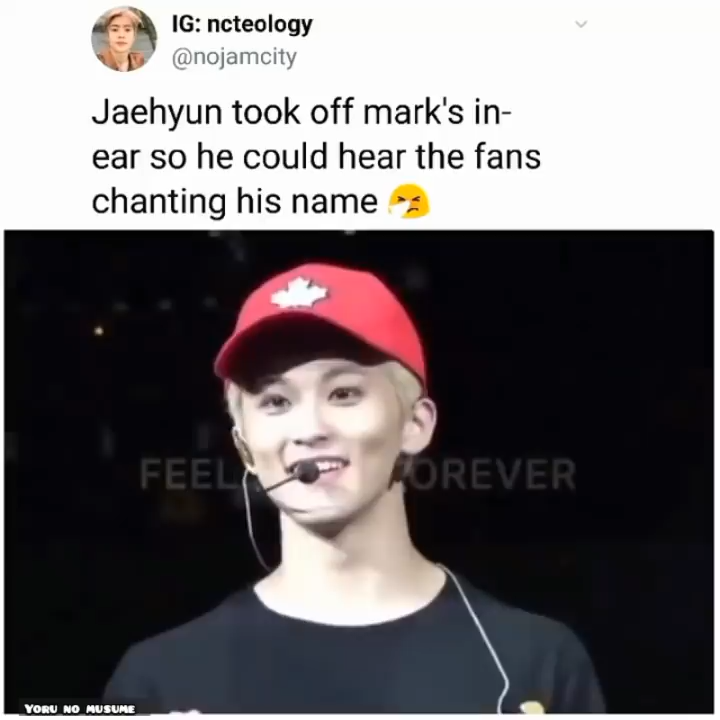 IG: ncteology
@nojamcity
Jaehyun took off mark's in-
ear so he could hear the fans
chanting his name 🤧
FEEL OREVER
YORU NO MUSUME